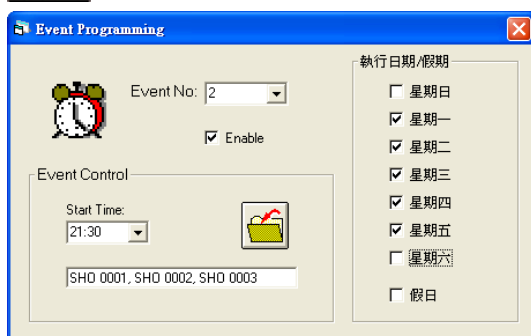 Event Programming
Event No: 2
Enable
Event Control
Start Time:
21:30
SHO 0001, SHO 0002, SHO 0003
執行日期/假期
星期日
星期一
星期二
星期三
星期四
星期五
星期六
假日